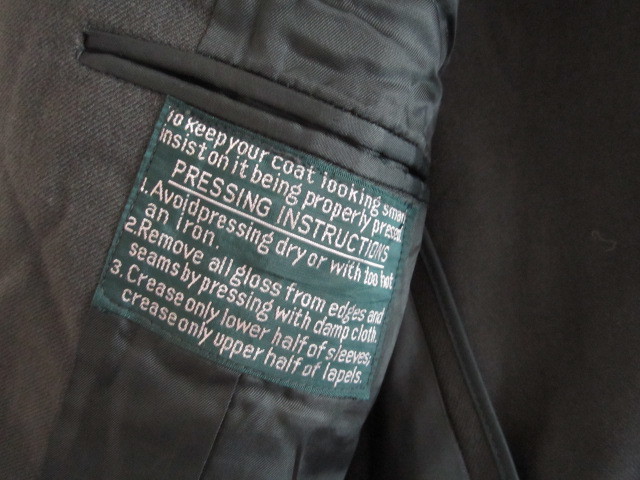 To keep your coat looking smart
insist on it being properly pressed.
PRESSING INSTRUCTIONS
1. Avoid pressing dry or with too hot
an iron.
2. Remove all gloss from edges and
seams by pressing with damp cloth.
3. Crease only lower half of sleeves;
crease only upper half of lapels.